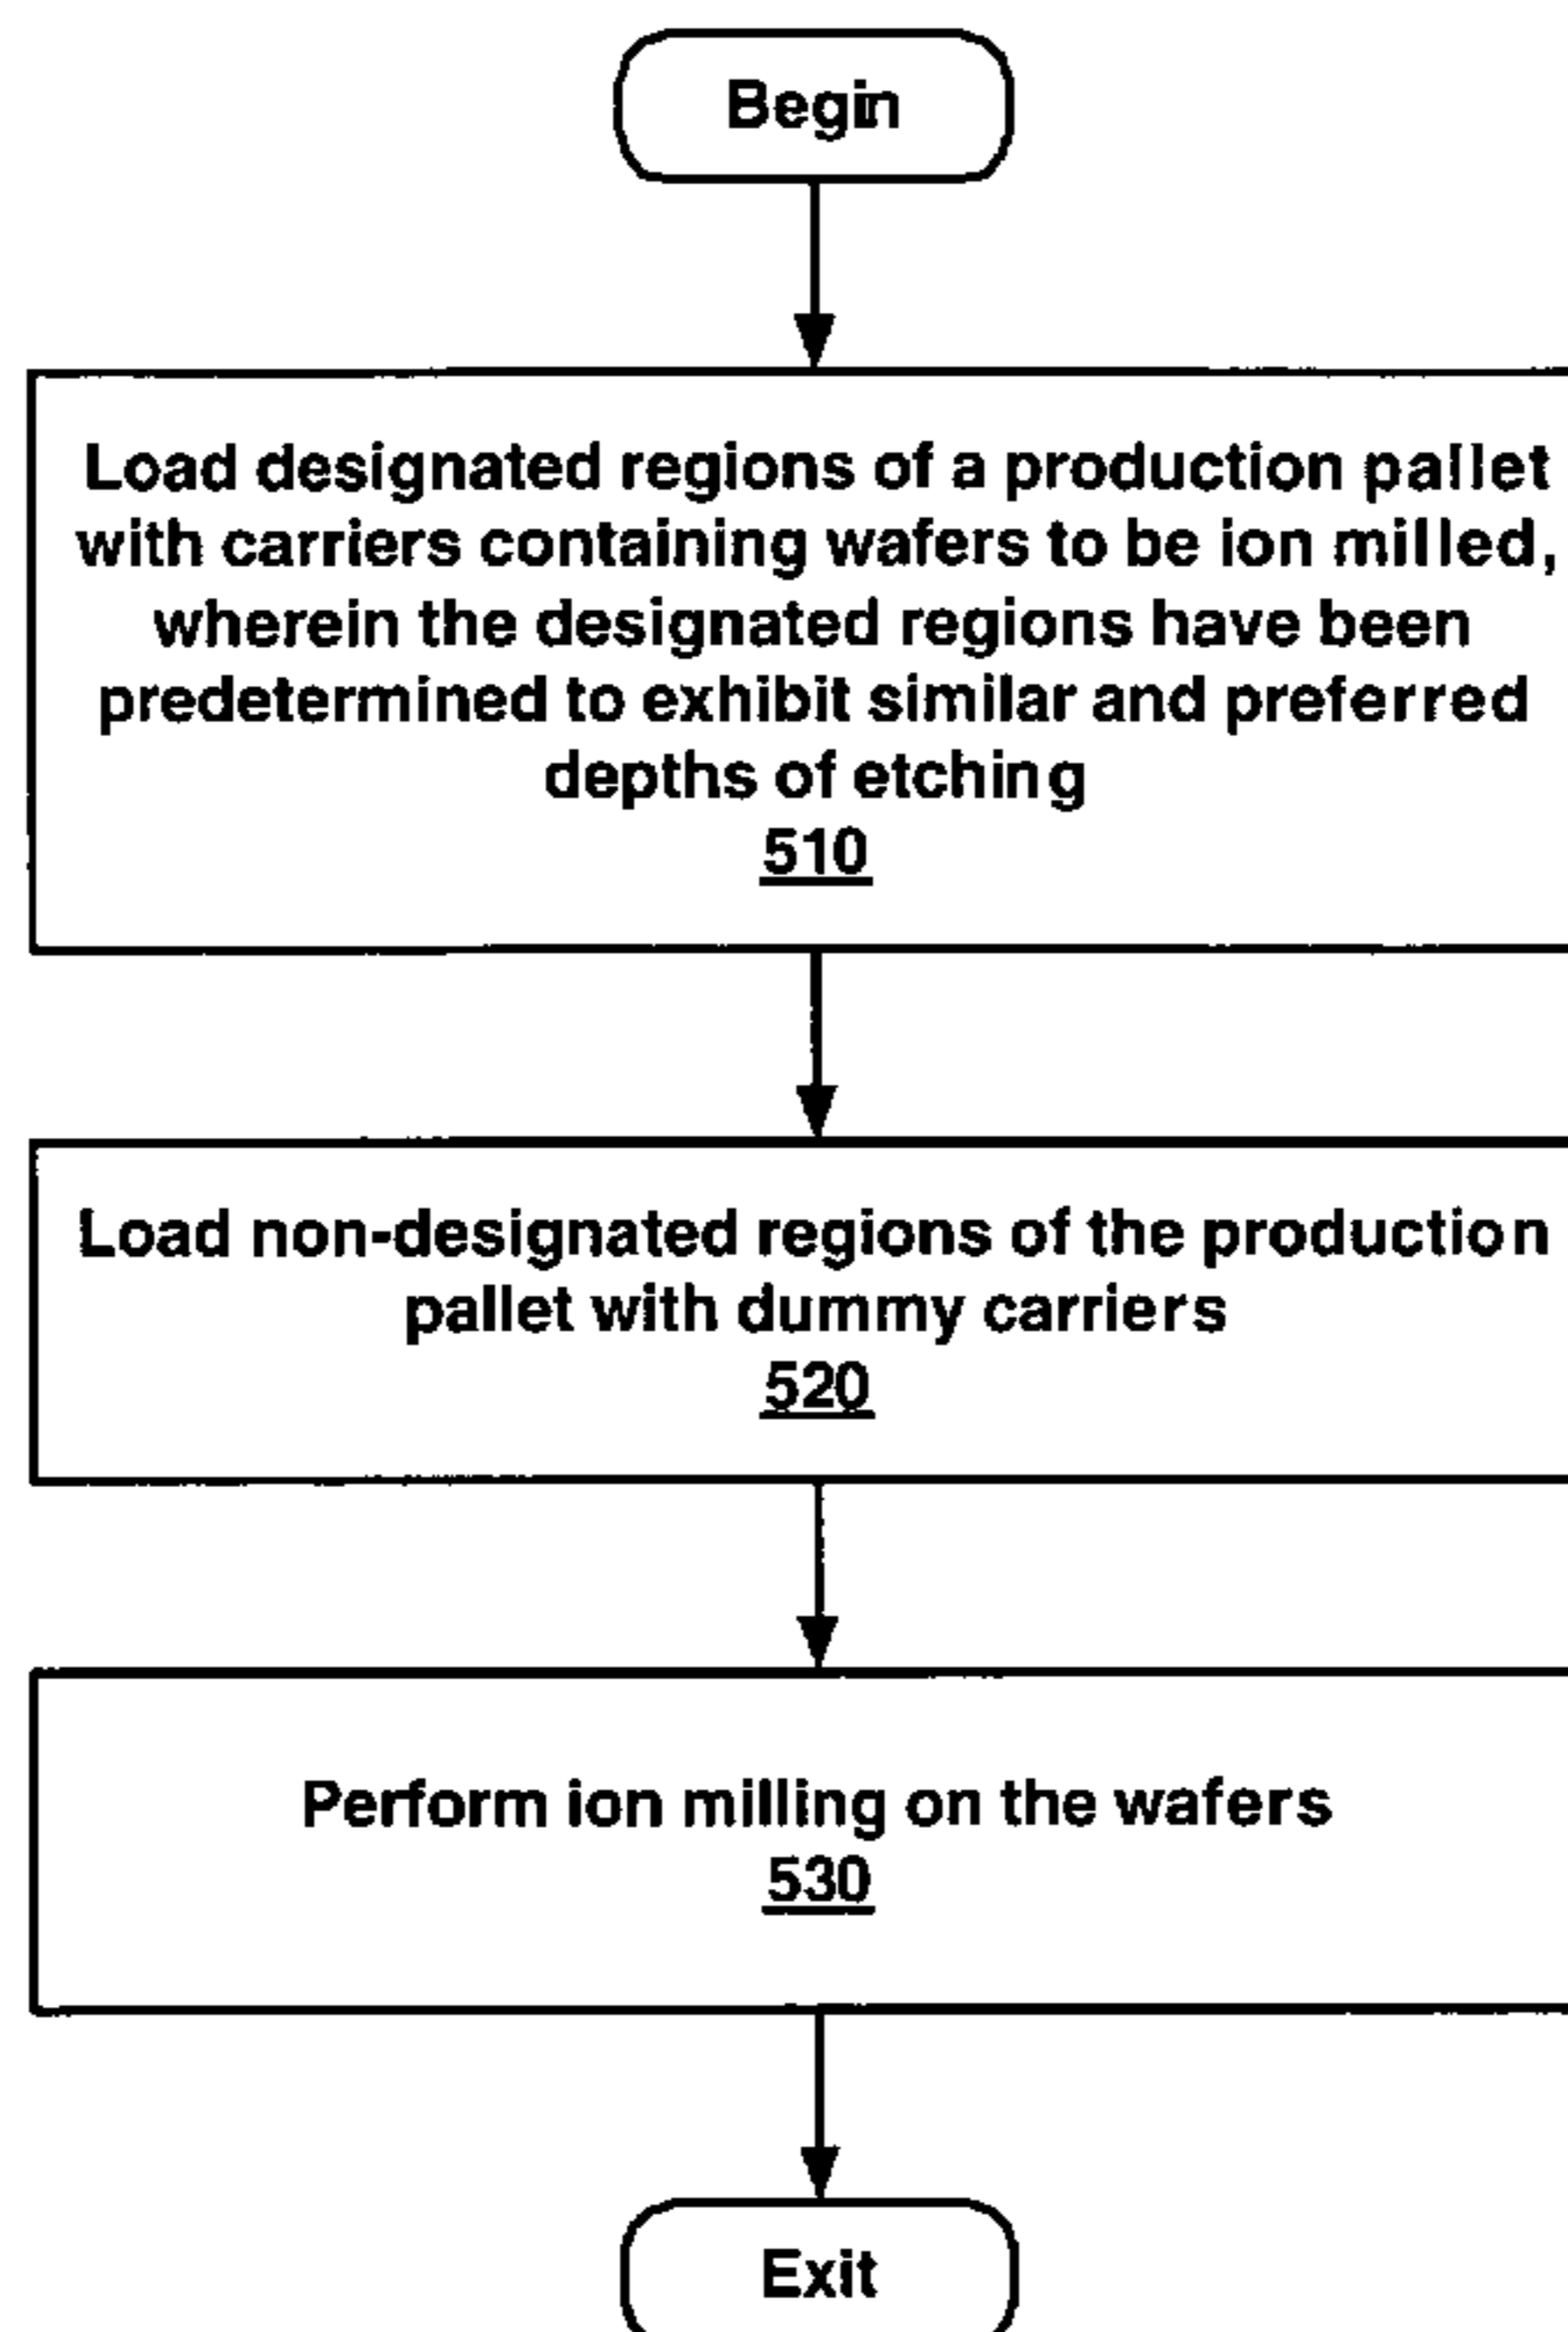 Begin
Load designated regions of a production pallet
with carriers containing wafers to be ion milled,
wherein the designated regions have been
predetermined to exhibit similar and preferred
depths of etching
510
Load non-designated regions of the production
pallet with dummy carriers
520
Perform ion milling on the wafers
530
Exit